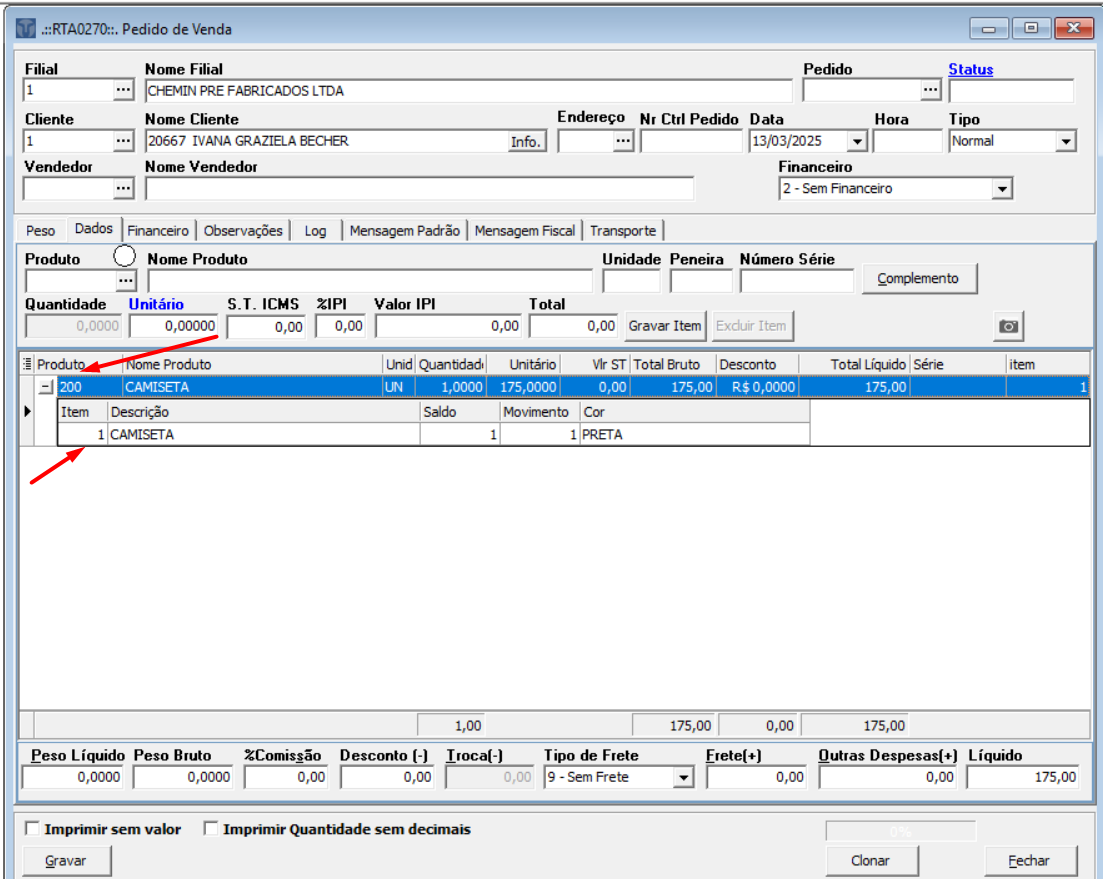 .::RTA0270::. Pedido de Venda
Filial Nome Filial Pedido Status
1 ... CHEMIN PRE FABRICADOS LTDA ...
Cliente Nome Cliente Endereço Nr Ctrl Pedido Data Hora Tipo
1 ... 20667 IVANA GRAZIELA BECHER Info. ... 13/03/2025 Normal
Vendedor Nome Vendedor Financeiro
... 2 - Sem Financeiro
Peso Dados Financeiro Observações Log Mensagem Padrão Mensagem Fiscal Transporte
Produto Nome Produto Unidade Peneira Número Série
... Complemento
Quantidade Unitário S.T. ICMS %IPI Valor IPI Total
0,0000 0,00000 0,00 0,00 0,00 0,00 Gravar Item Excluir Item
Produto Nome Produto Unid Quantidad Unitário Vlr ST Total Bruto Desconto Total Líquido Série item
200 CAMISETA UN 1,0000 175,0000 0,00 175,00 R$ 0,0000 175,00 1
Item Descrição Saldo Movimento Cor
1 CAMISETA 1 1 PRETA
1,00 175,00 0,00 175,00
Peso Líquido Peso Bruto %Comissão Desconto (-) Troca(-) Tipo de Frete Frete(+) Outras Despesas(+) Líquido
0,0000 0,0000 0,00 0,00 0,00 9 - Sem Frete 0,00 0,00 175,00
Imprimir sem valor Imprimir Quantidade sem decimais
0%
Gravar Clonar Fechar